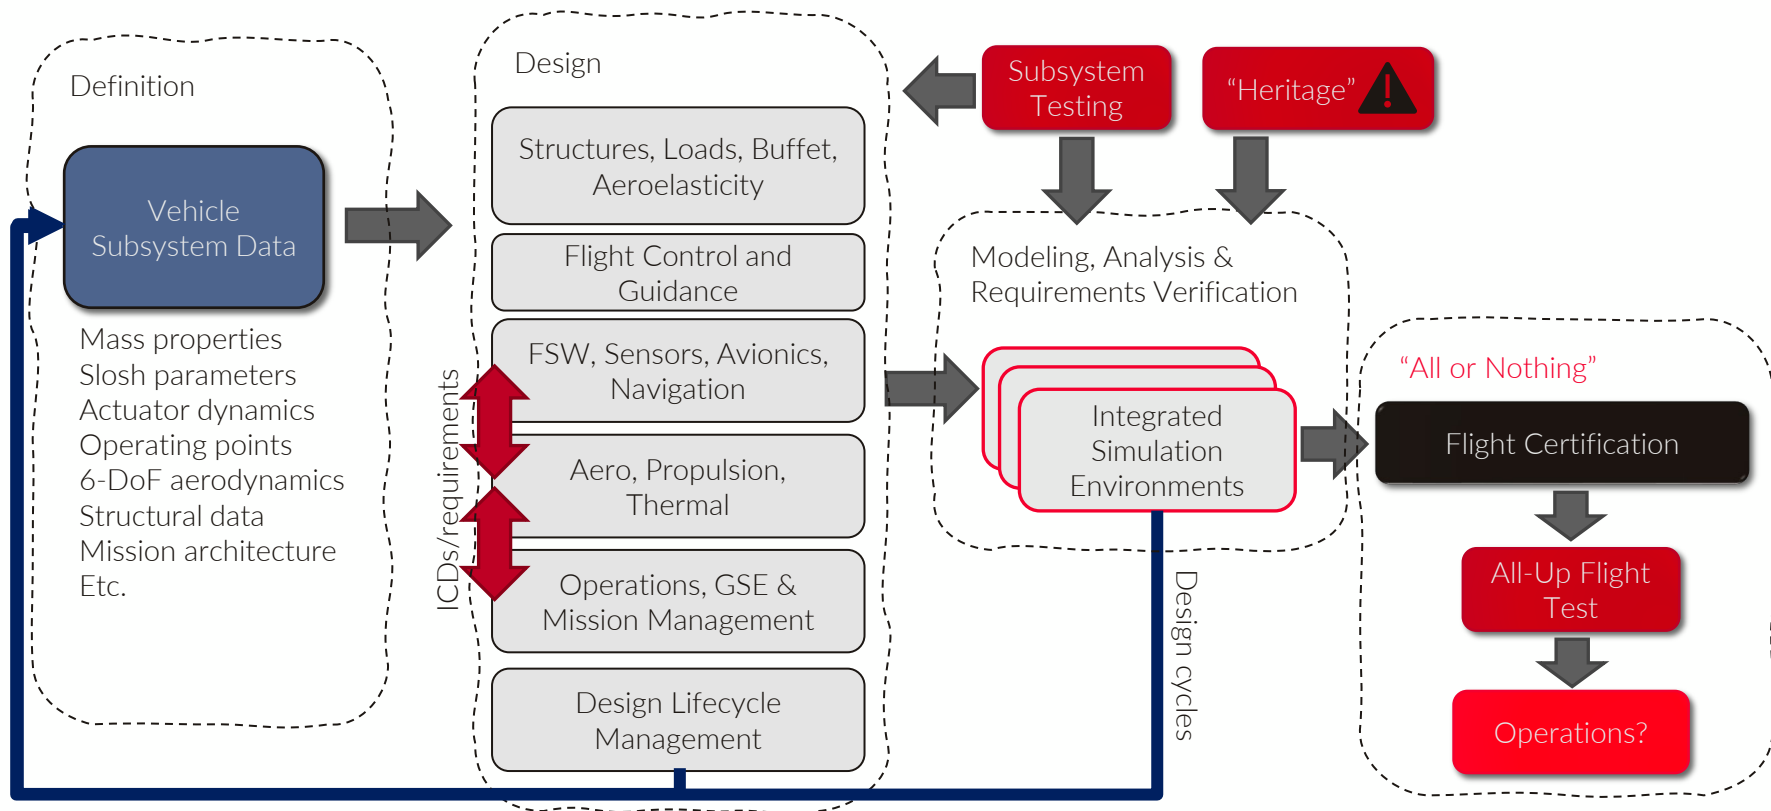 Definition
Vehicle
Subsystem Data
Mass properties
Slosh parameters
Actuator dynamics
Operating points
6-DoF aerodynamics
Structural data
Mission architecture
Etc.
Design
Structures, Loads, Buffet,
Aeroelasticity
Flight Control and
Guidance
FSW, Sensors, Avionics,
Navigation
Aero, Propulsion,
Thermal
Operations, GSE &
Mission Management
Design Lifecycle
Management
ICDs/requirements
Subsystem
Testing
“Heritage”
Modeling, Analysis &
Requirements Verification
Integrated
Simulation
Environments
Design cycles
“All or Nothing”
Flight Certification
All-Up Flight
Test
Operations?